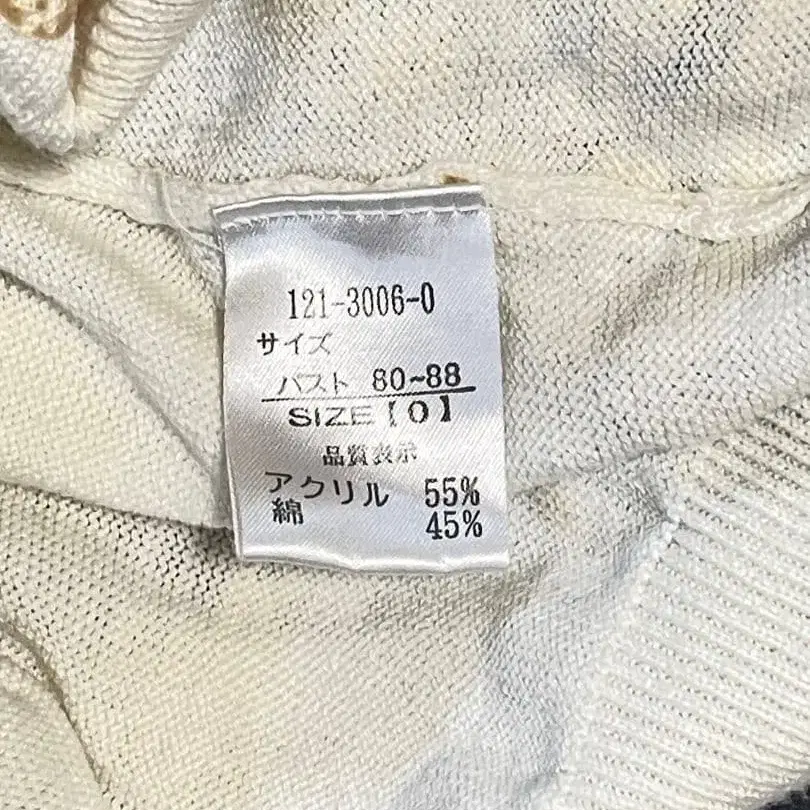 121-3006-0
サイズ
バスト 80~88
SIZE【0】
品質表示
アクリル 55%
綿 45%